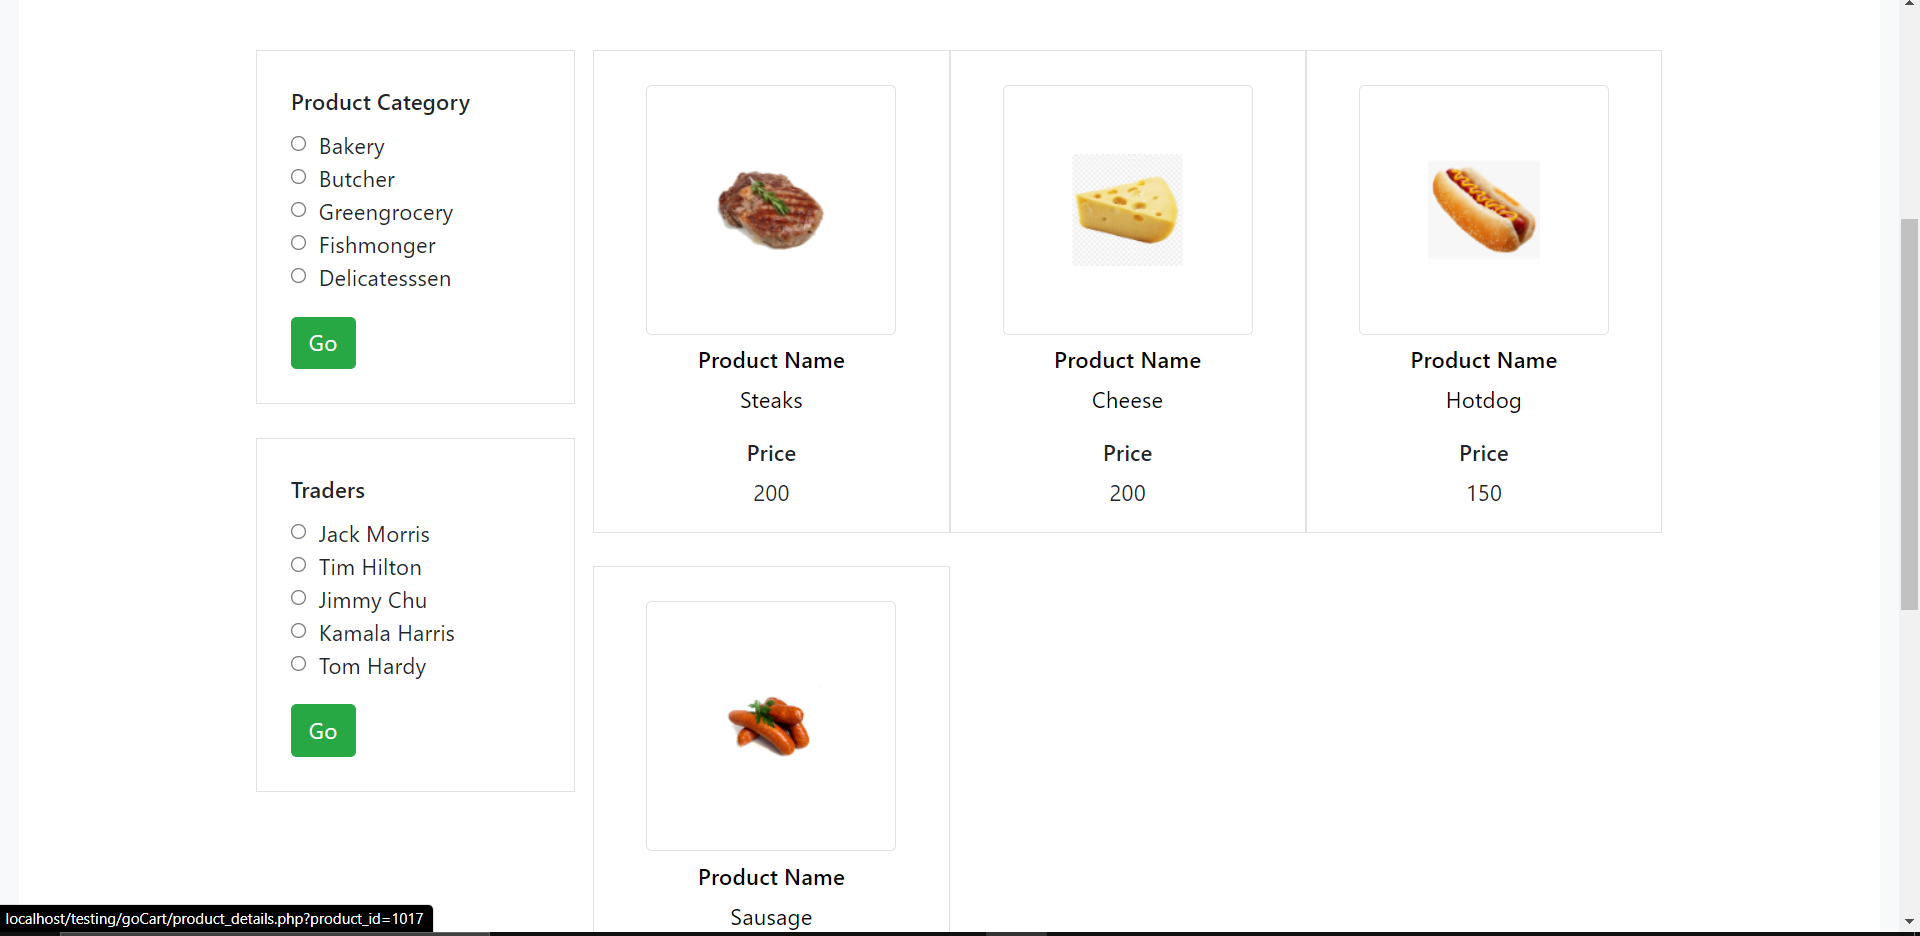 Product Category
Bakery
Butcher
Greengrocery
Fishmonger
Delicatesssen
Go
Traders
Jack Morris
Tim Hilton
Jimmy Chu
Kamala Harris
Tom Hardy
Go
Product Name
Steaks
Price
200
Product Name
Cheese
Price
200
Product Name
Hotdog
Price
150
Product Name
Sausage
localhost/testing/goCart/product_details.php?product_id=1017